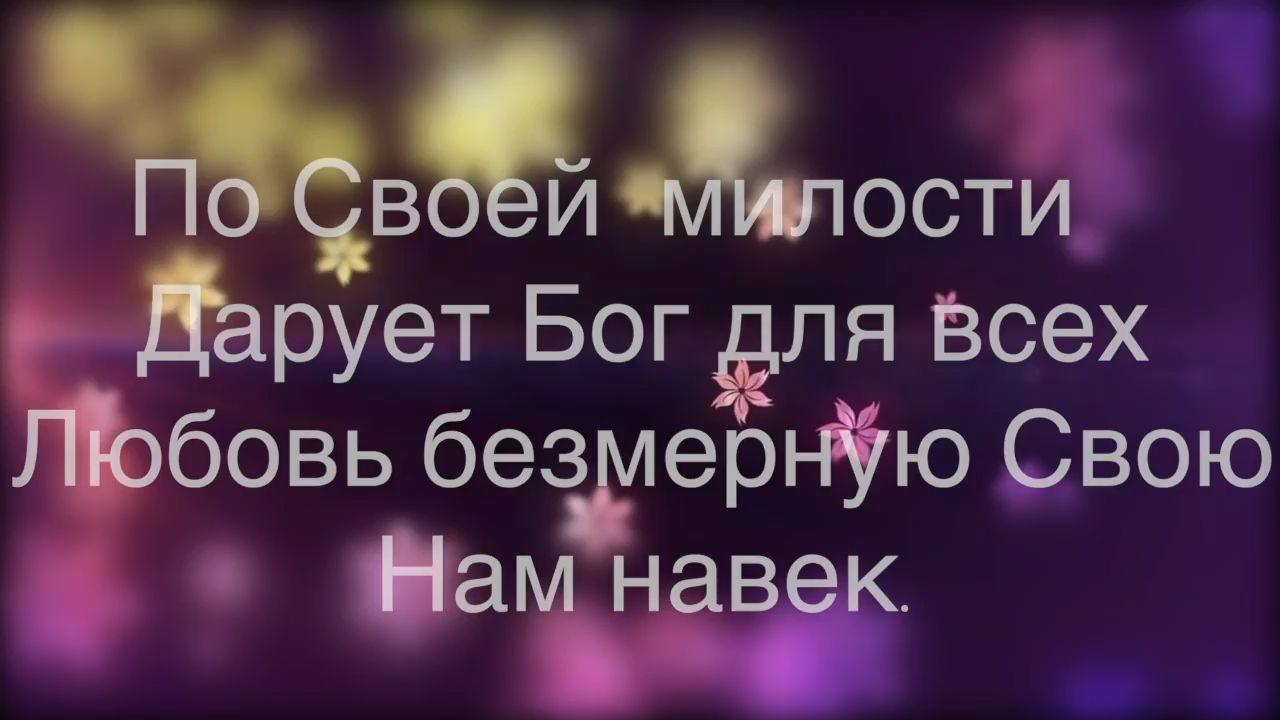 По Своей милости
Дарует Бог для всех
Любовь безмерную Свою
Нам навек.